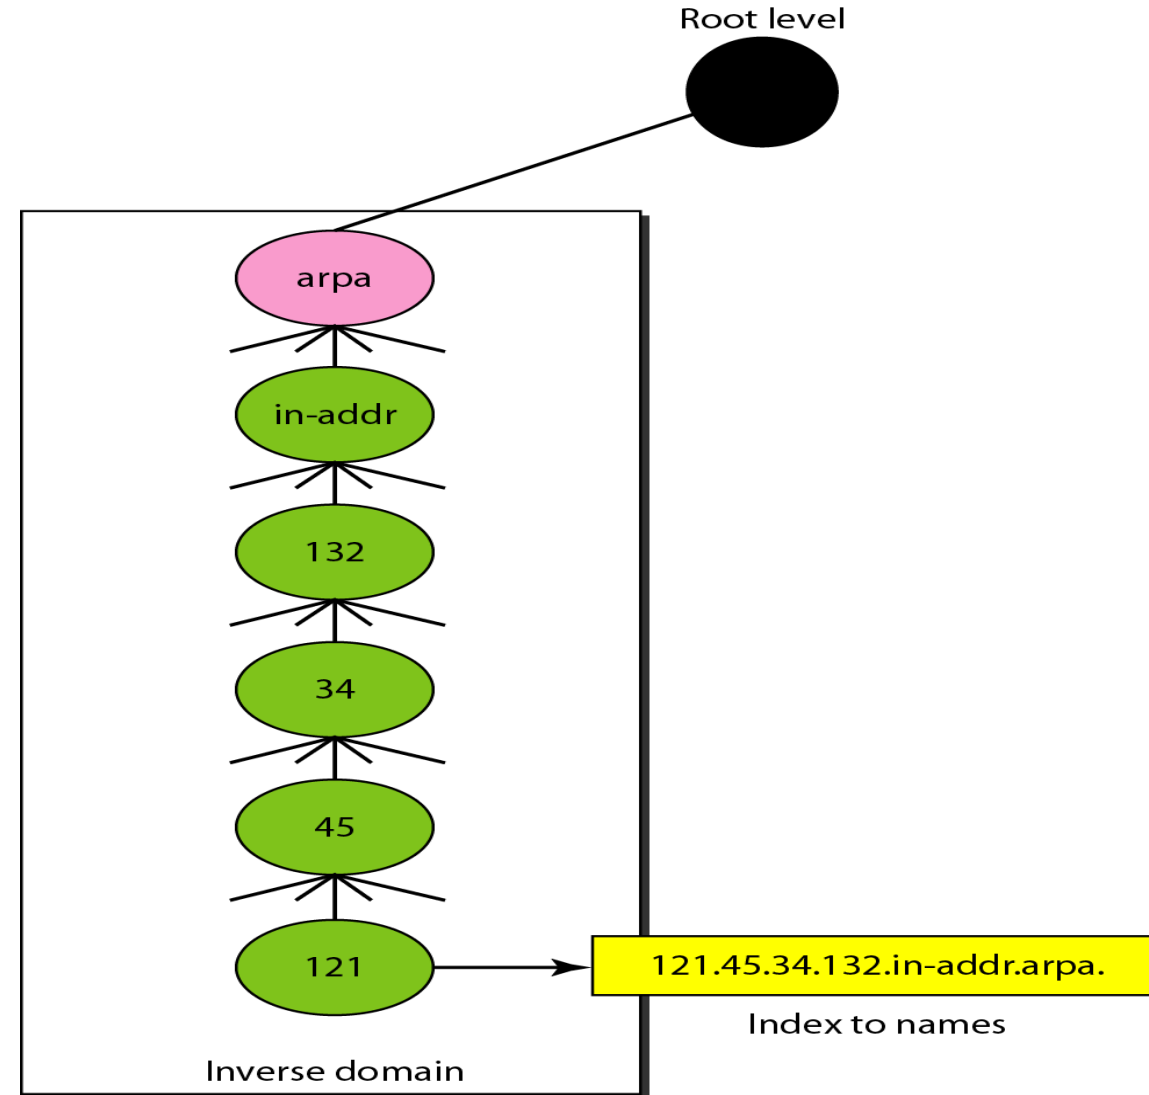 Root level
arpa
in-addr
132
34
45
121
121.45.34.132.in-addr.arpa.
Index to names
Inverse domain